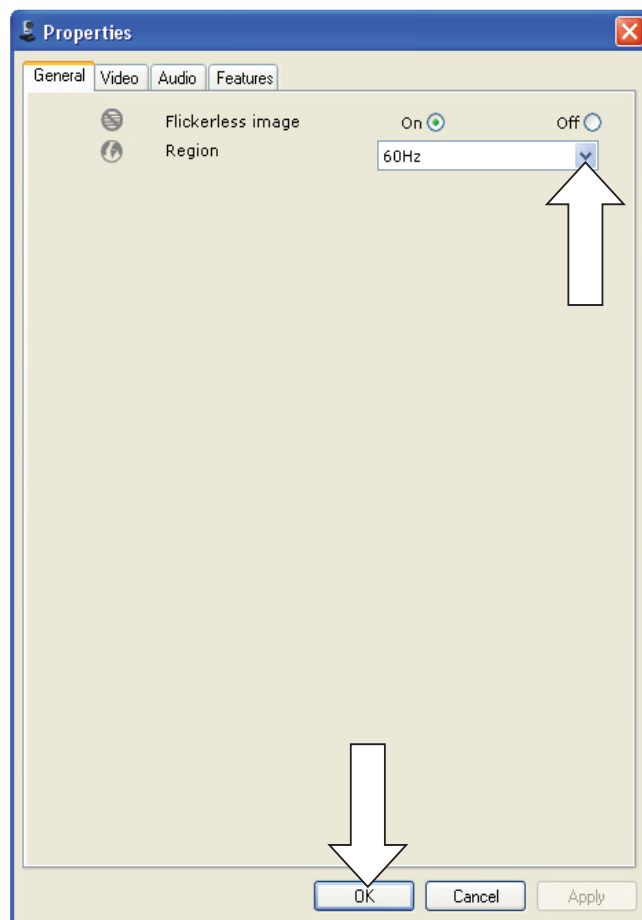 Properties
General Video Audio Features
Flickerless image On Off
Region 60Hz
OK Cancel Apply